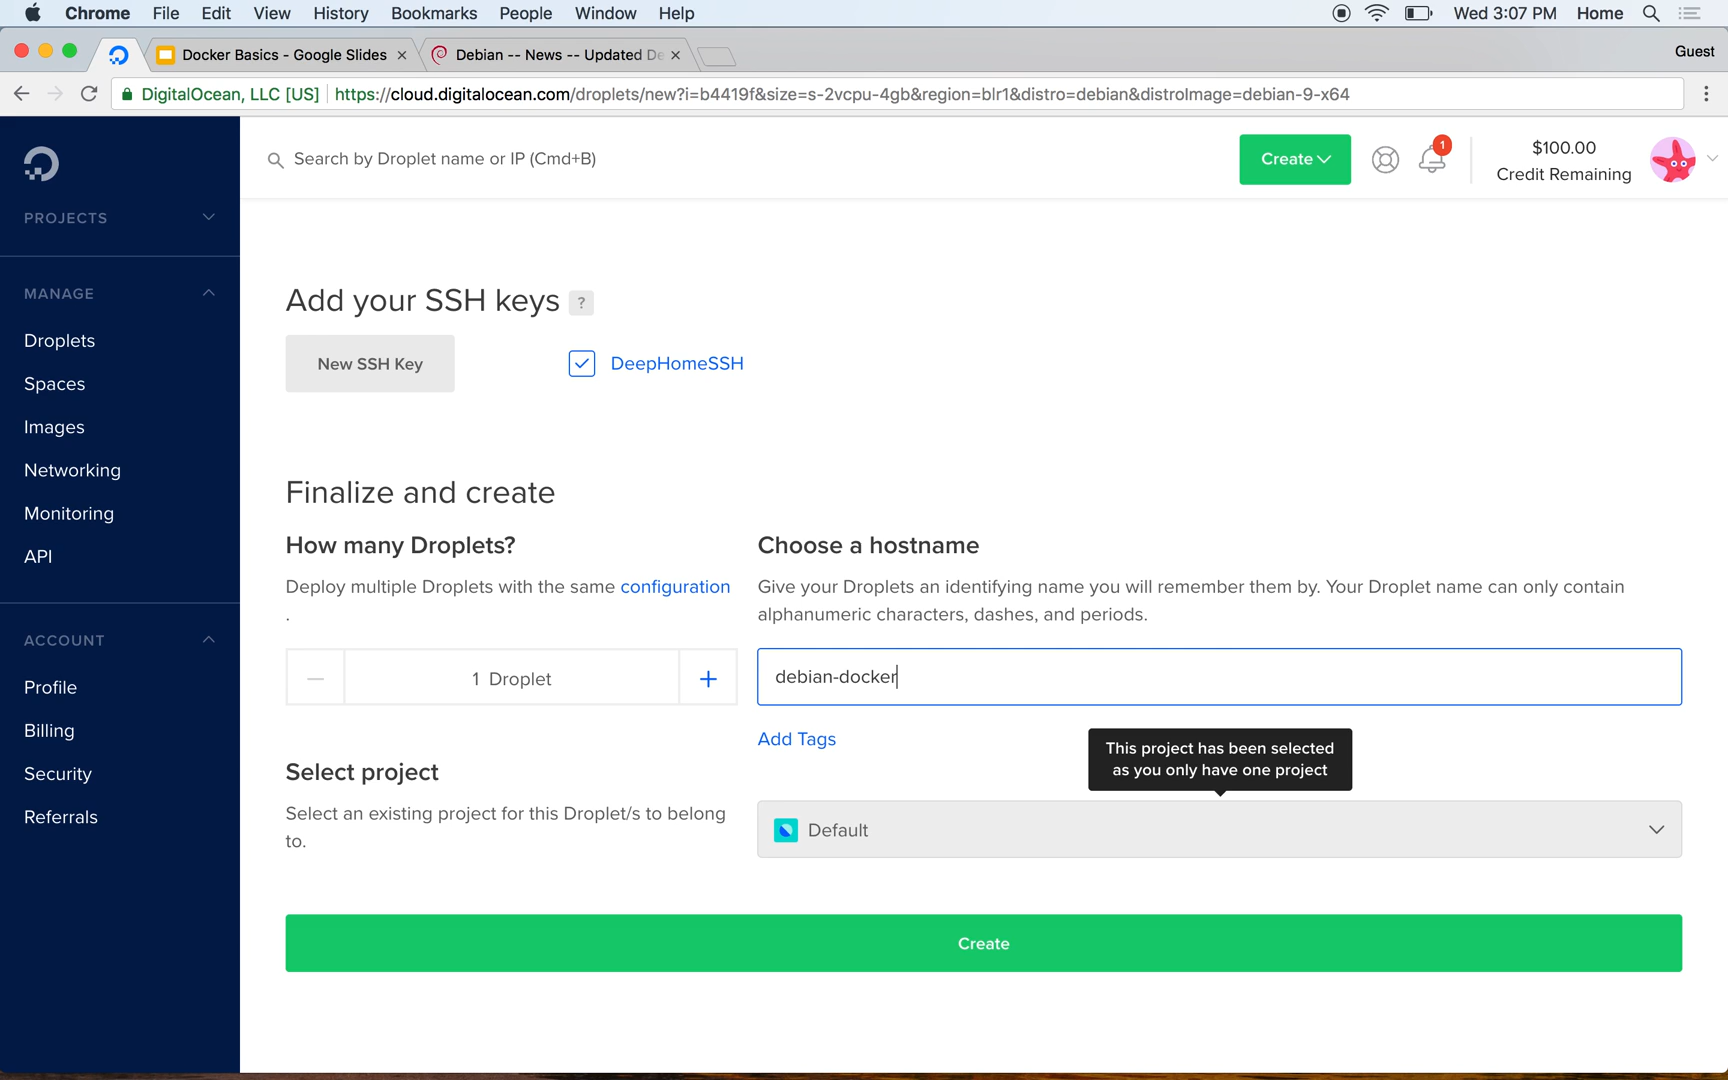 Chrome File Edit View History Bookmarks People Window Help Wed 3:07 PM Home
Docker Basics - Google Slides Debian -- News -- Updated De Guest
DigitalOcean, LLC [US] https://cloud.digitalocean.com/droplets/new?i=b4419f&size=s-2vcpu-4gb&region=blr1&distro=debian&distroImage=debian-9-x64
Search by Droplet name or IP (Cmd+B)
Create
1
$100.00
Credit Remaining
PROJECTS
MANAGE
Droplets
Spaces
Images
Networking
Monitoring
API
ACCOUNT
Profile
Billing
Security
Referrals
Add your SSH keys ?
New SSH Key
DeepHomeSSH
Finalize and create
How many Droplets?
Deploy multiple Droplets with the same configuration
.
1 Droplet
Choose a hostname
Give your Droplets an identifying name you will remember them by. Your Droplet name can only contain
alphanumeric characters, dashes, and periods.
debian-docker
Add Tags
Select project
Select an existing project for this Droplet/s to belong
to.
This project has been selected
as you only have one project
Default
Create